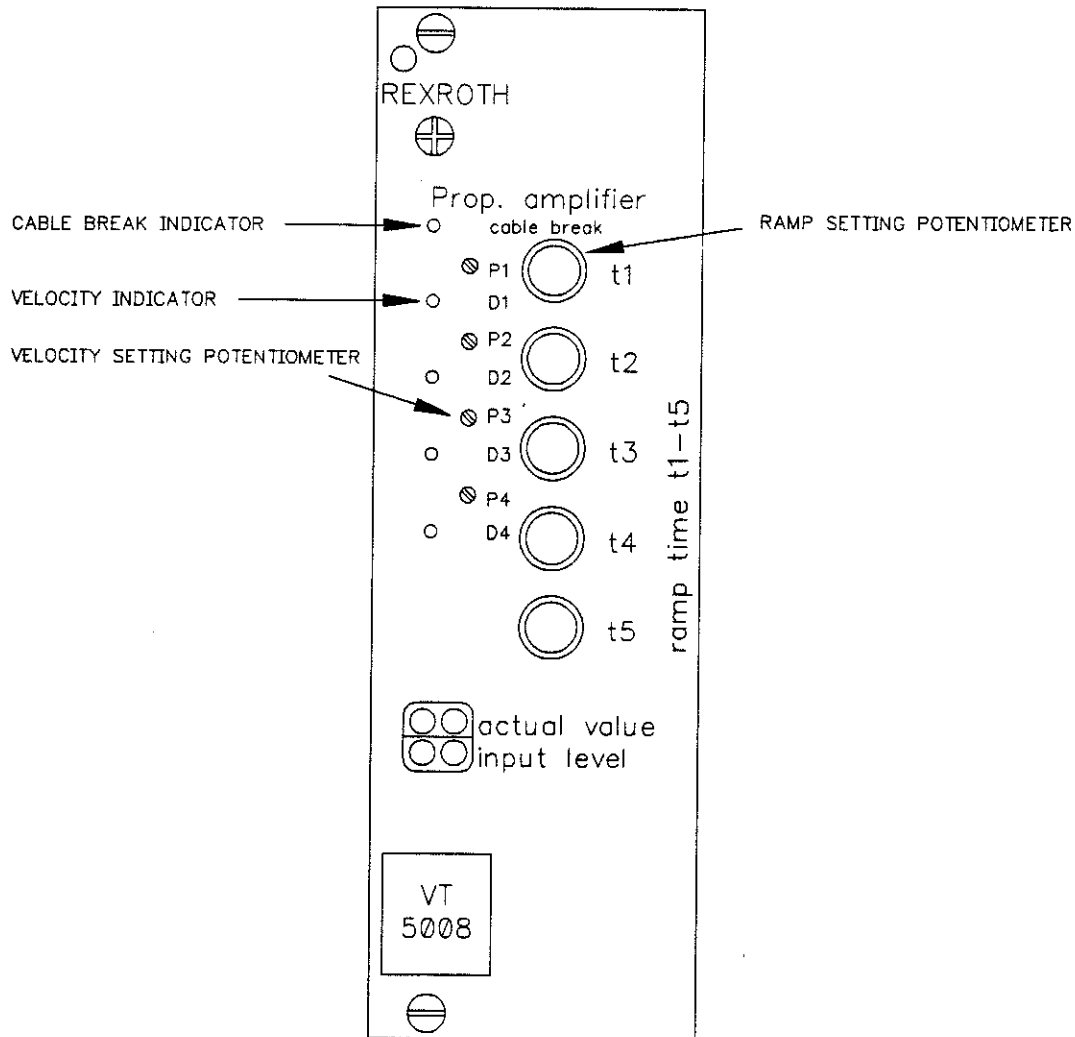 REXROTH
Prop. amplifier
CABLE BREAK INDICATOR
cable break
RAMP SETTING POTENTIOMETER
P1
t1
VELOCITY INDICATOR
D1
P2
VELOCITY SETTING POTENTIOMETER
t2
D2
P3
D3
t3
ramp time t1-t5
P4
D4
t4
t5
actual value
input level
VT
5008